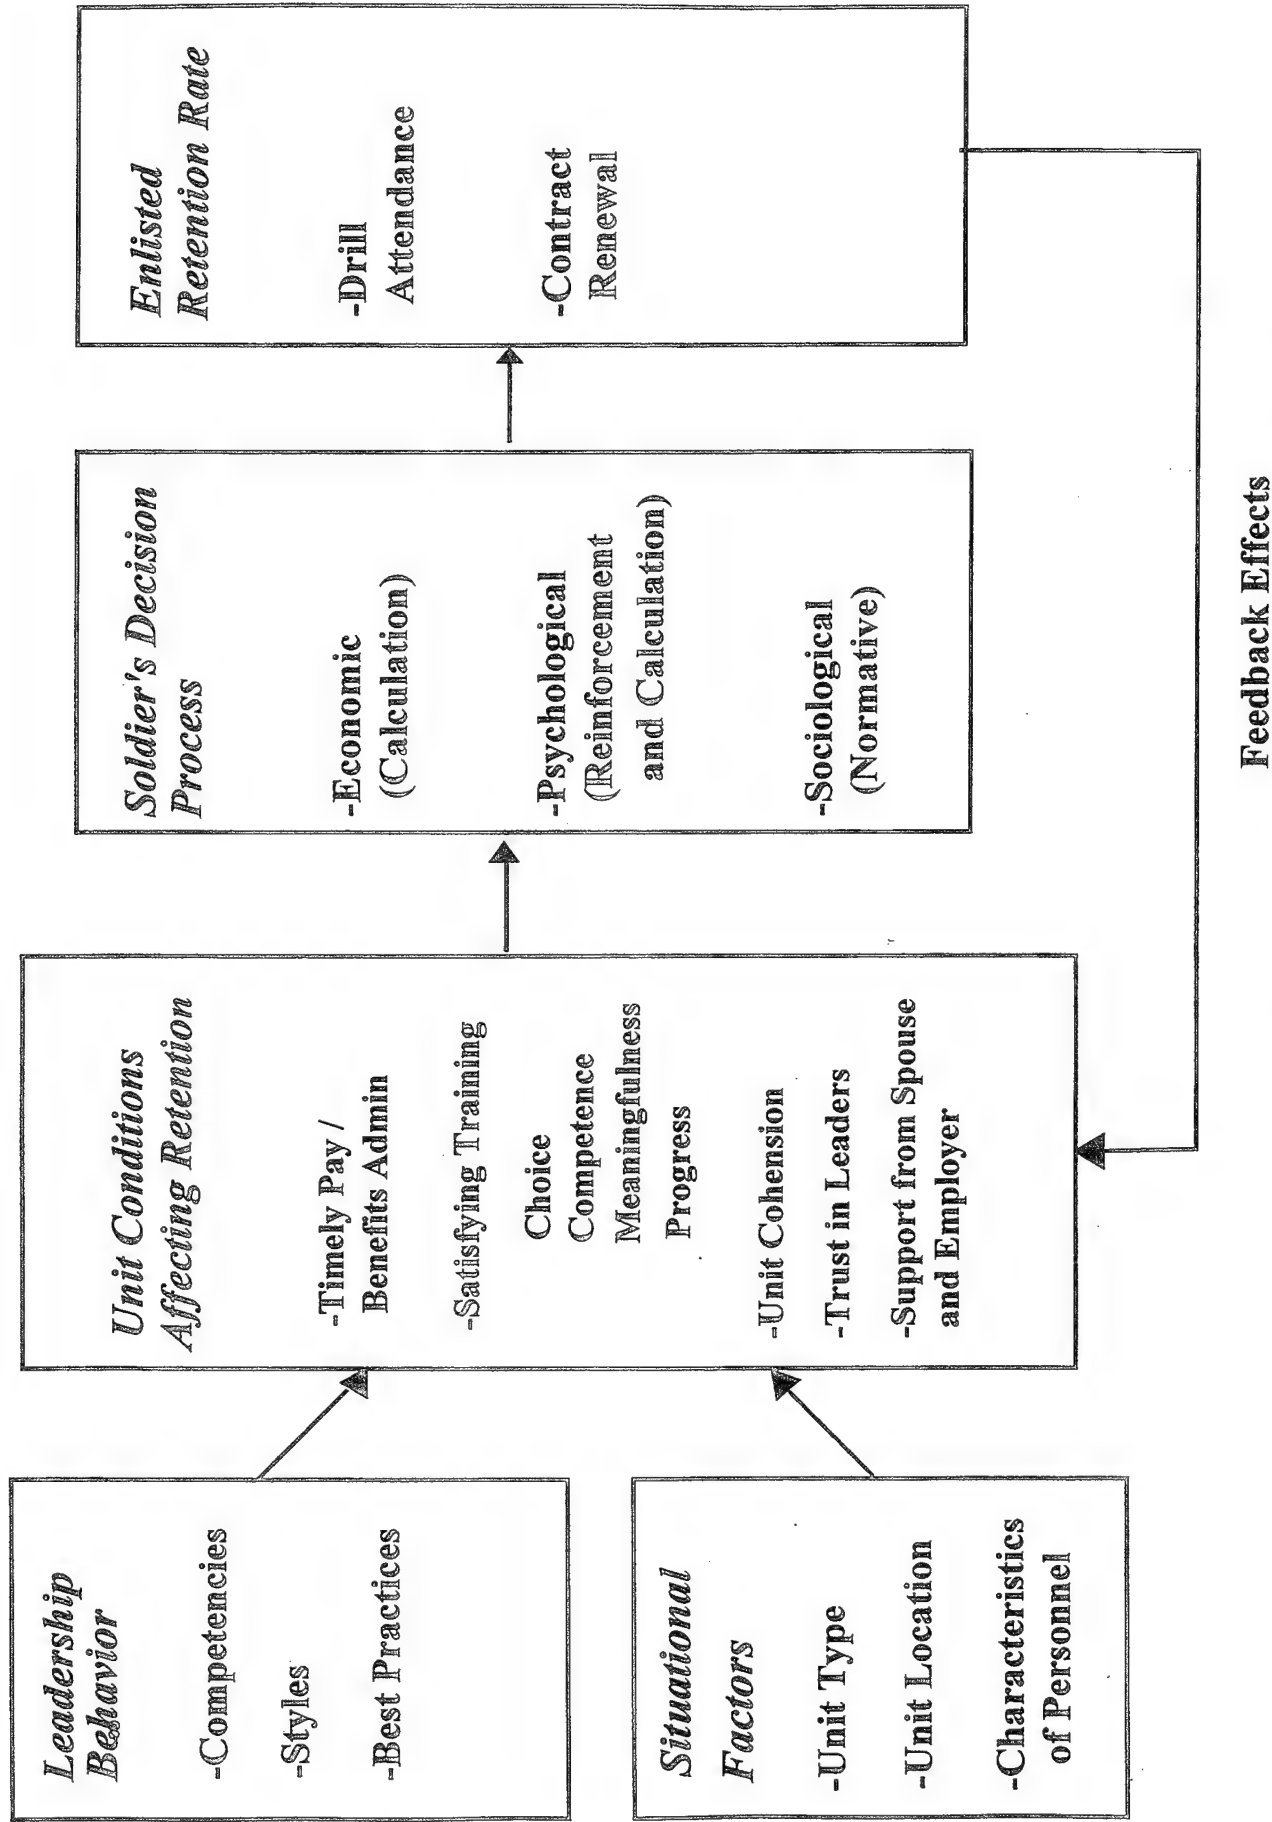 Leadership
Behavior
-Competencies
-Styles
-Best Practices
Situational
Factors
-Unit Type
-Unit Location
-Characteristics
of Personnel
Unit Conditions
Affecting Retention
-Timely Pay /
Benefits Admin
-Satisfying Training
Choice
Competence
Meaningfulness
Progress
-Unit Cohension
-Trust in Leaders
-Support from Spouse
and Employer
Soldier's Decision
Process
-Economic
(Calculation)
-Psychological
(Reinforcement
and Calculation)
-Sociological
(Normative)
Enlisted
Retention Rate
-Drill
Attendance
-Contract
Renewal
Feedback Effects